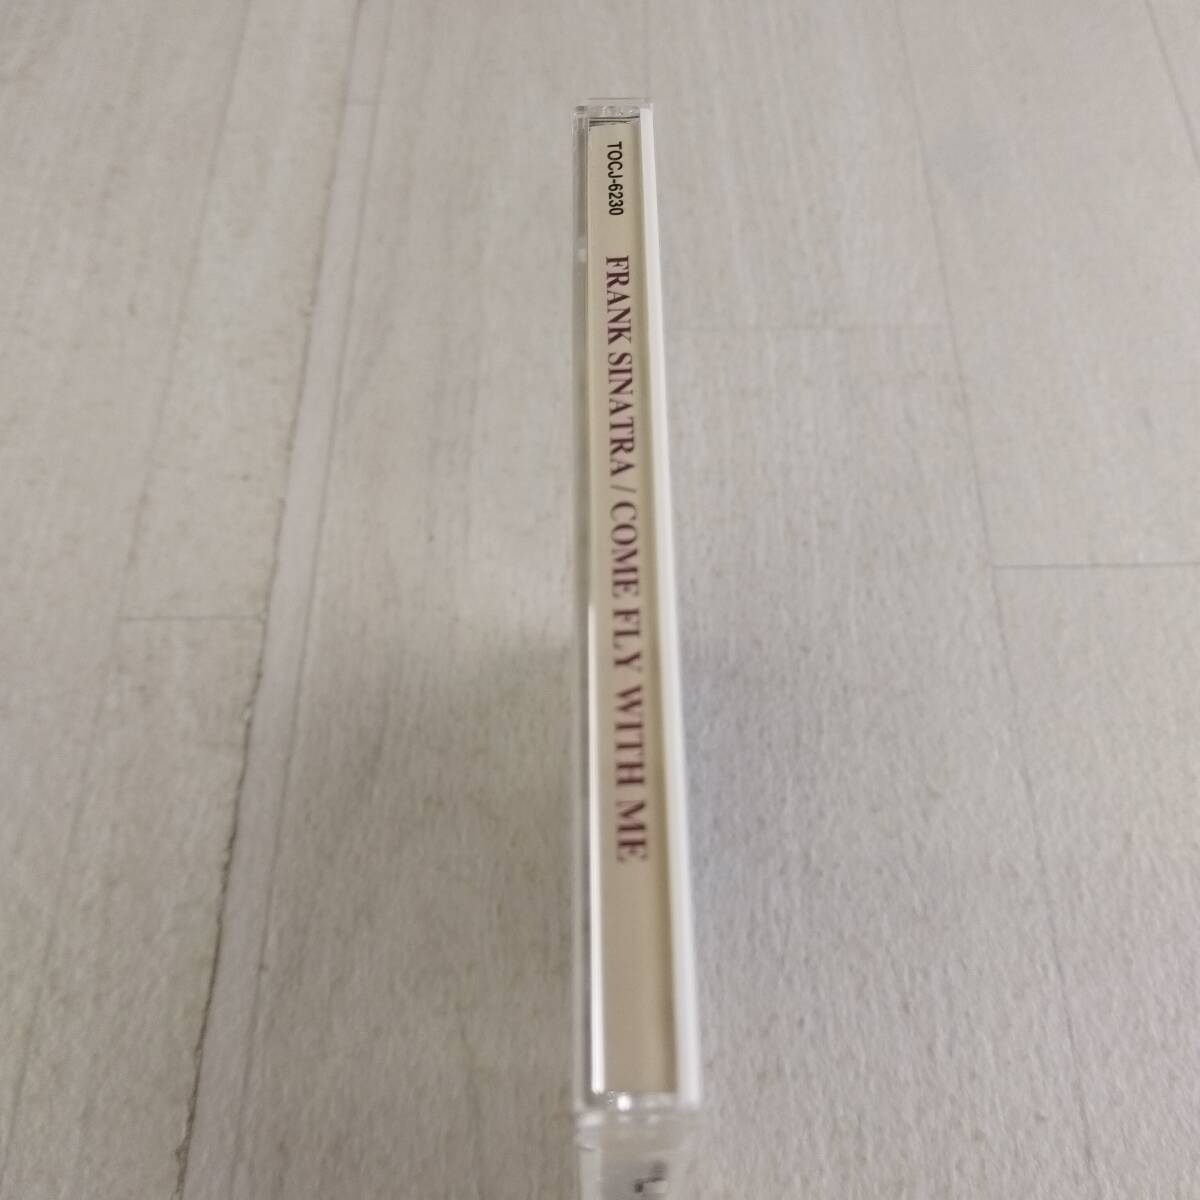 TOCJ-6230
FRANK SINATRA / COME FLY WITH ME